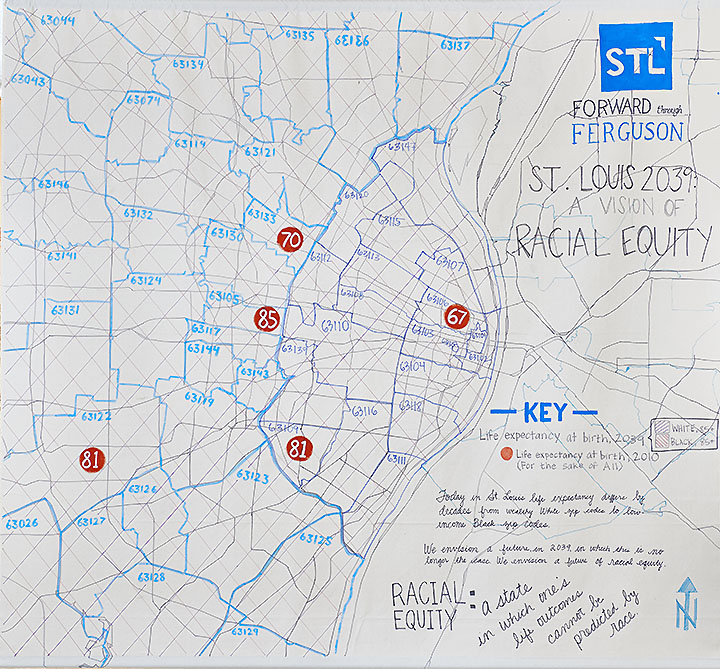 STL
FORWARD through
FERGUSON
ST. LOUIS 2039:
A VISION OF
RACIAL EQUITY
63044
63135
63136
63137
63134
63043
63074
63114
63121
63147
63146
63120
63132
63133
63115
63130
70
63141
63112
63113
63107
63124
63105
63108
63106
63131
85
67
63117
63110
63103
63101
63144
63139
63102
63143
63104
63119
63122
63116
63118
63109
81
81
63111
63123
63126
63026
63127
63125
63128
63129
KEY
Life expectancy at birth, 2039
WHITE, 85+
BLACK, 85+
Life expectancy at birth, 2010
(For the sake of All)
Today in St. Louis life expectancy differs by
decades from wealthy White zip codes to low-
income Black zip codes.
We envision a future in 2039 in which this is no
longer the case. We envision a future of racial equity.
RACIAL
EQUITY:
a state
in which one's
life outcomes
cannot be
predicted by
race.
N